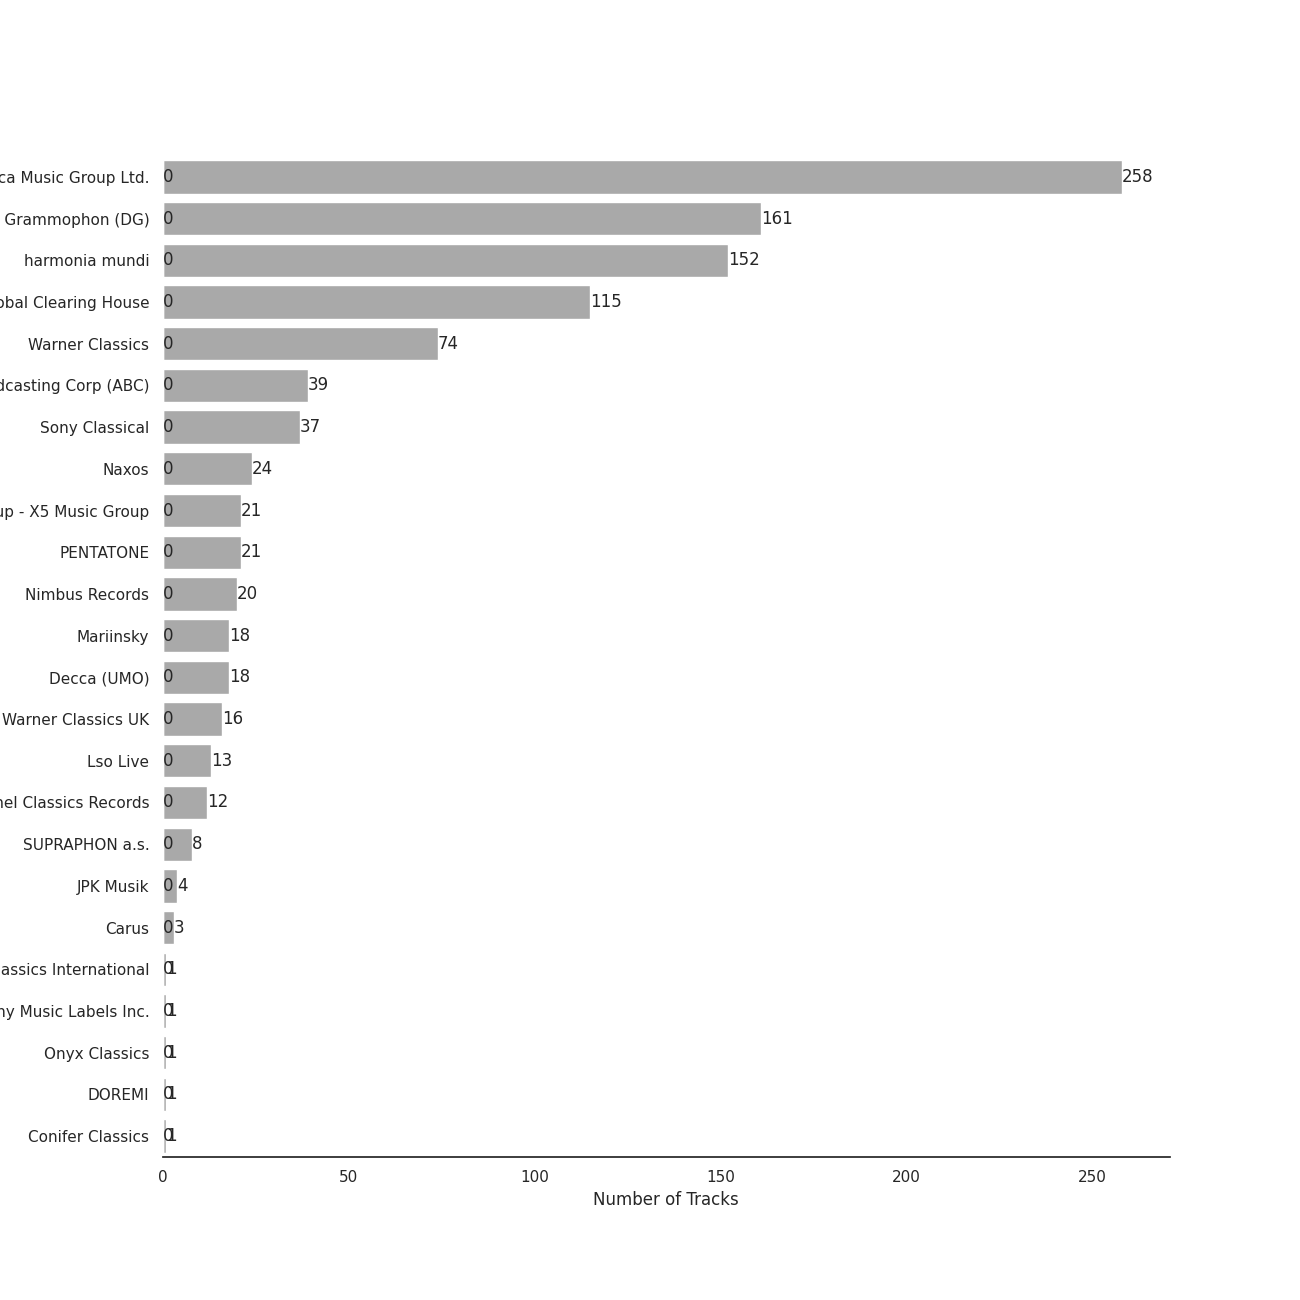 ca Music Group Ltd. 0 258
Grammophon (DG) 0 161
harmonia mundi 0 152
obal Clearing House 0 115
Warner Classics 0 74
dcasting Corp (ABC) 0 39
Sony Classical 0 37
Naxos 0 24
up - X5 Music Group 0 21
PENTATONE 0 21
Nimbus Records 0 20
Mariinsky 0 18
Decca (UMO) 0 18
Warner Classics UK 0 16
Lso Live 0 13
nel Classics Records 0 12
SUPRAPHON a.s. 0 8
JPK Musik 0 4
Carus 0 3
assics International 0 1
ny Music Labels Inc. 0 1
Onyx Classics 0 1
DOREMI 0 1
Conifer Classics 0 1
0 50 100 150 200 250
Number of Tracks